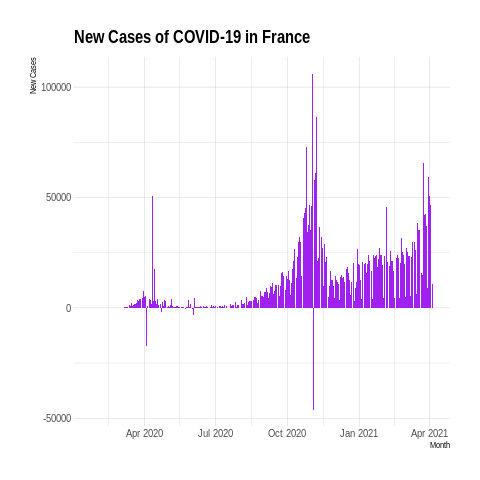 New Cases of COVID-19 in France
New Cases
100000
50000
0
-50000
Apr 2020 Jul 2020 Oct 2020 Jan 2021 Apr 2021
Month